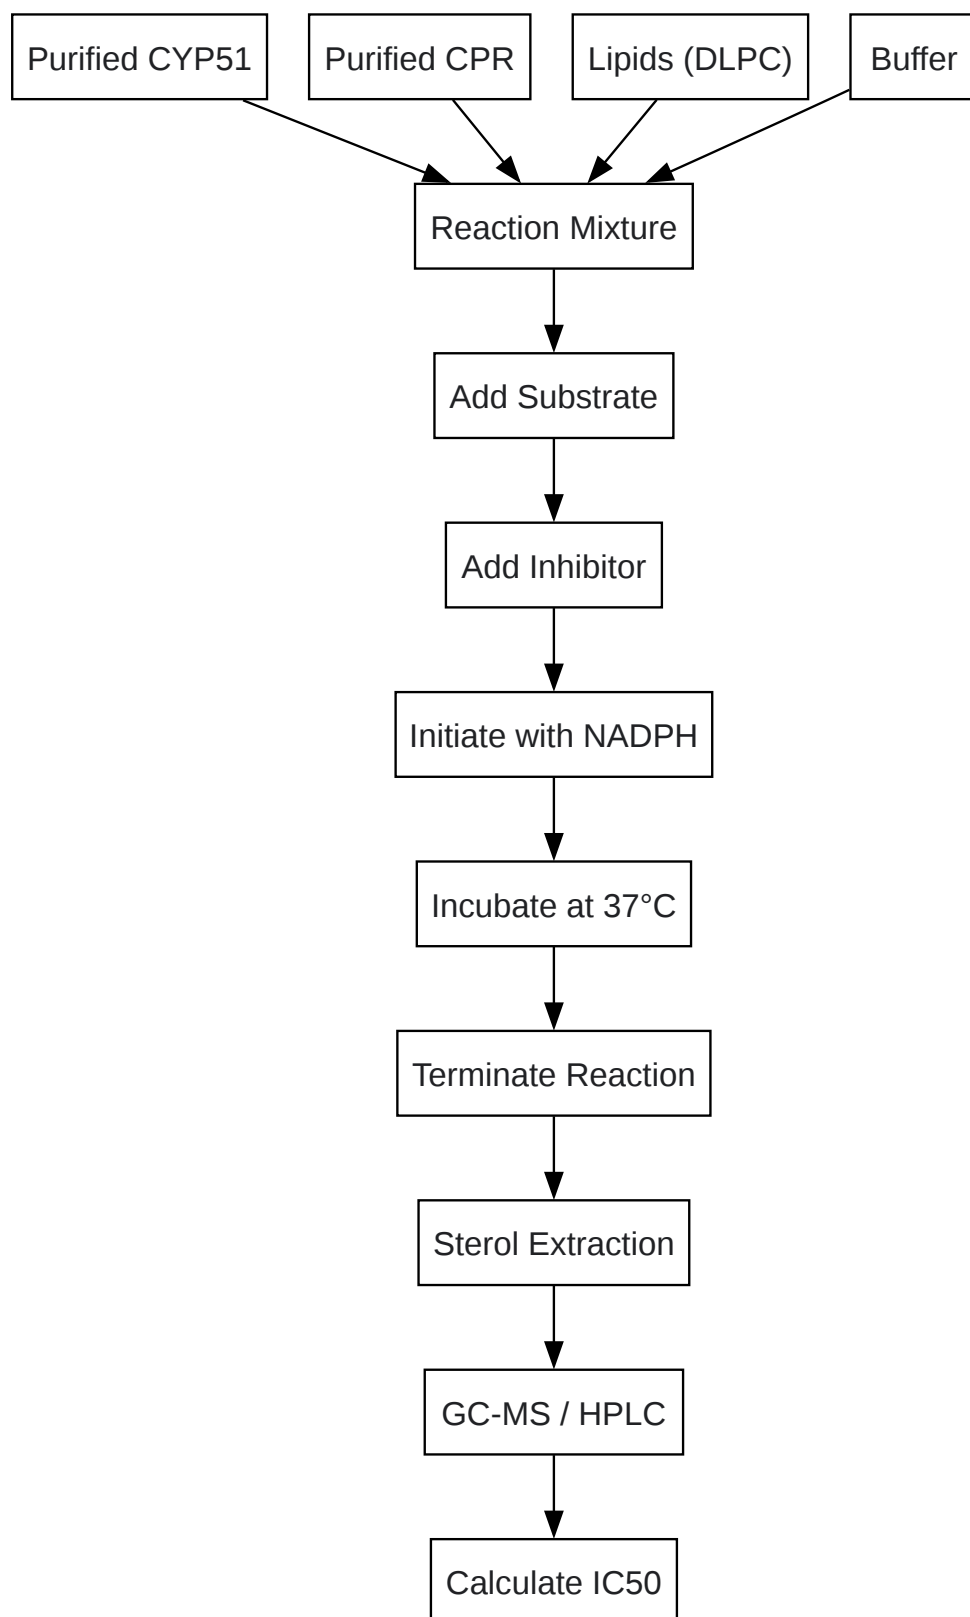 Purified CYP51
Purified CPR
Lipids (DLPC)
Buffer
Reaction Mixture
Add Substrate
Add Inhibitor
Initiate with NADPH
Incubate at 37°C
Terminate Reaction
Sterol Extraction
GC-MS / HPLC
Calculate IC50